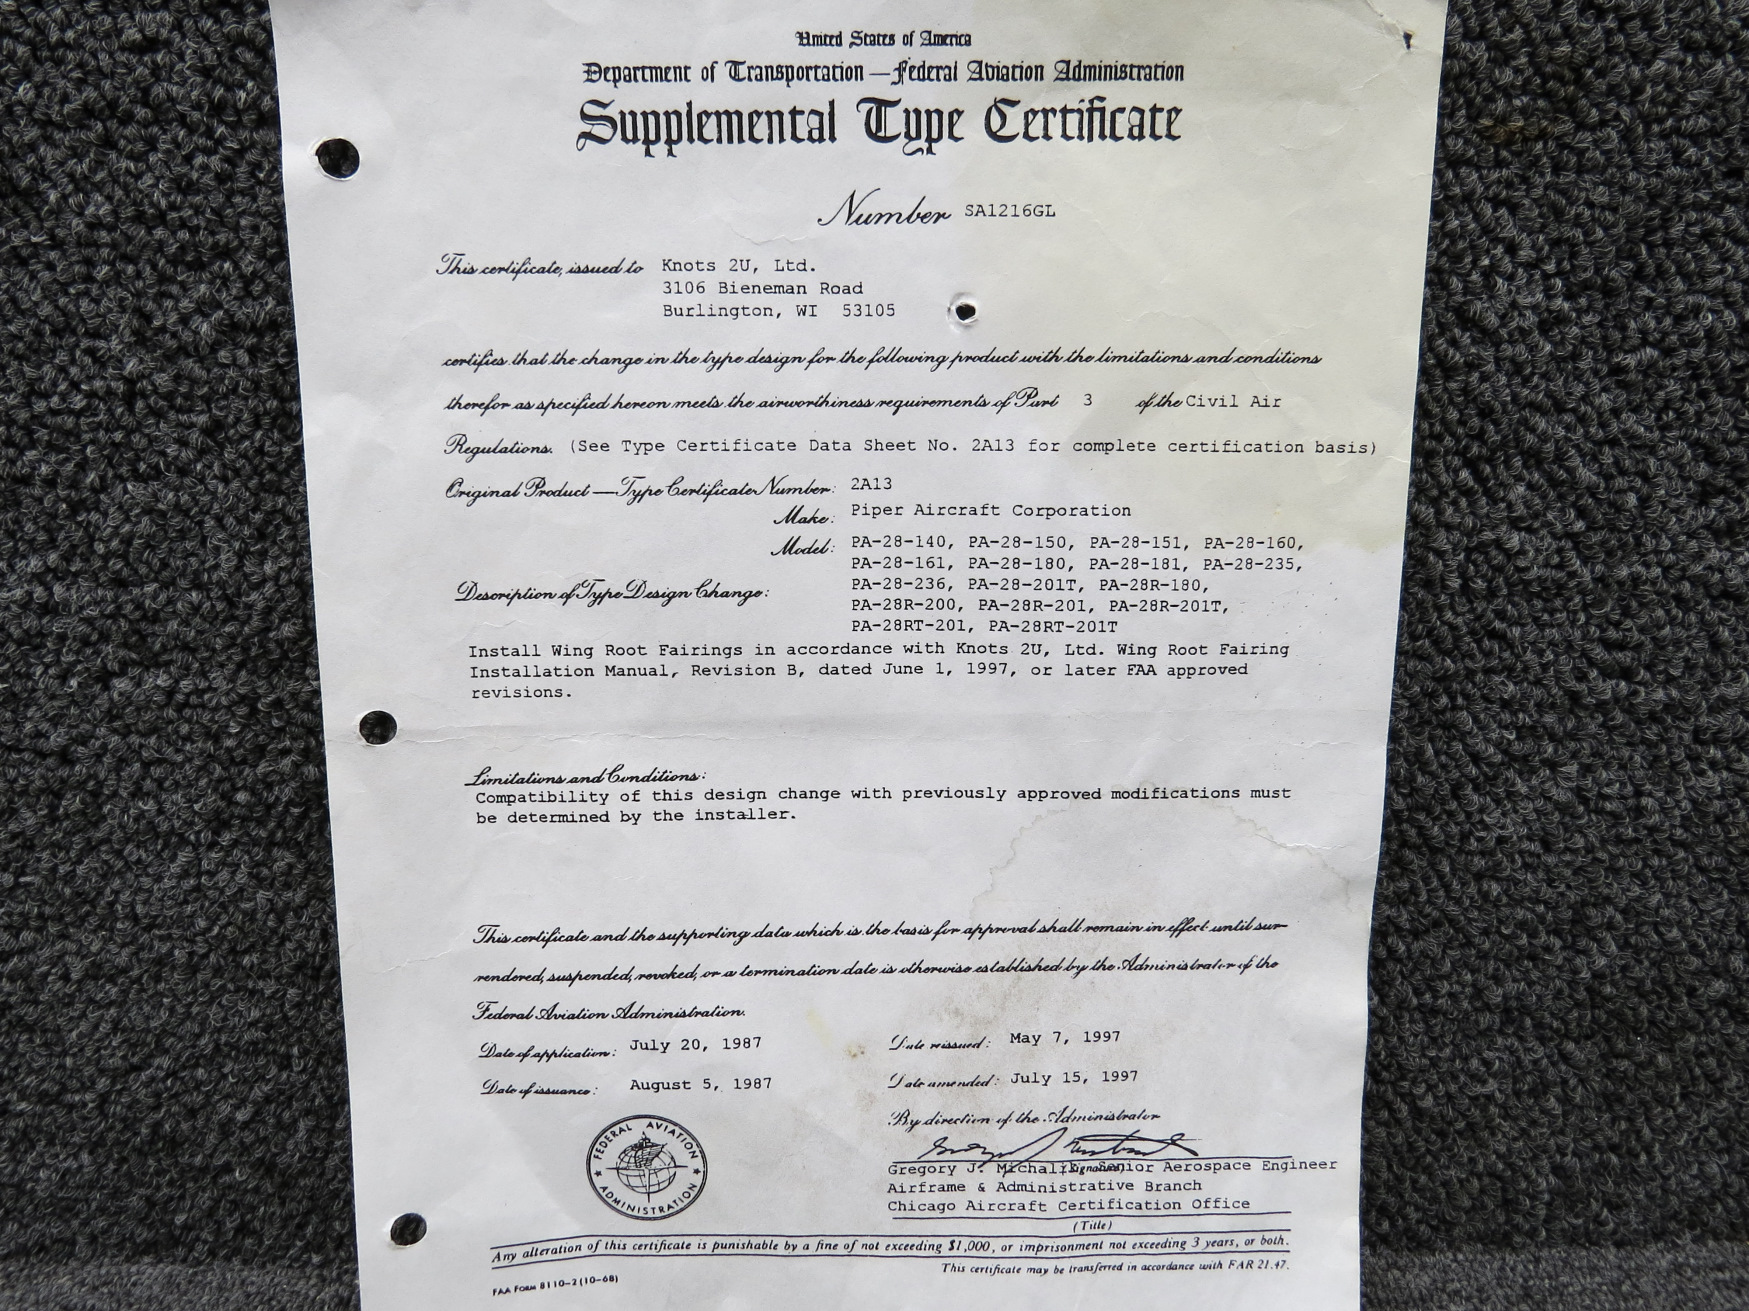 United States of America
Department of Transportation — Federal Aviation Administration
Supplemental Type Certificate
Number SA1216GL
This certificate, issued to Knots 2U, Ltd.
3106 Bieneman Road
Burlington, WI 53105
certifies that the change in the type design for the following product with the limitations and conditions
therefor as specified hereon meets the airworthiness requirements of Part 3 of the Civil Air
Regulations. (See Type Certificate Data Sheet No. 2A13 for complete certification basis)
Original Product — Type Certificate Number: 2A13
Make: Piper Aircraft Corporation
Model: PA-28-140, PA-28-150, PA-28-151, PA-28-160,
PA-28-161, PA-28-180, PA-28-181, PA-28-235,
Description of Type Design Change: PA-28-236, PA-28-201T, PA-28R-180,
PA-28R-200, PA-28R-201, PA-28R-201T,
PA-28RT-201, PA-28RT-201T
Install Wing Root Fairings in accordance with Knots 2U, Ltd. Wing Root Fairing
Installation Manual, Revision B, dated June 1, 1997, or later FAA approved
revisions.
Limitations and Conditions:
Compatibility of this design change with previously approved modifications must
be determined by the installer.
This certificate and the supporting data which is the basis for approval shall remain in effect until sur-
rendered, suspended, revoked, or a termination date is otherwise established by the Administrator of the
Federal Aviation Administration.
Date of application: July 20, 1987
Date reissued: May 7, 1997
Date of issuance: August 5, 1987
Date amended: July 15, 1997
By direction of the Administrator
(Signature)
Gregory J. Michalik, Senior Aerospace Engineer
Airframe & Administrative Branch
Chicago Aircraft Certification Office
(Title)
FEDERAL AVIATION
ADMINISTRATION
Any alteration of this certificate is punishable by a fine of not exceeding $1,000, or imprisonment not exceeding 3 years, or both.
This certificate may be transferred in accordance with FAR 21.47.
FAA Form 8110-2 (10-68)